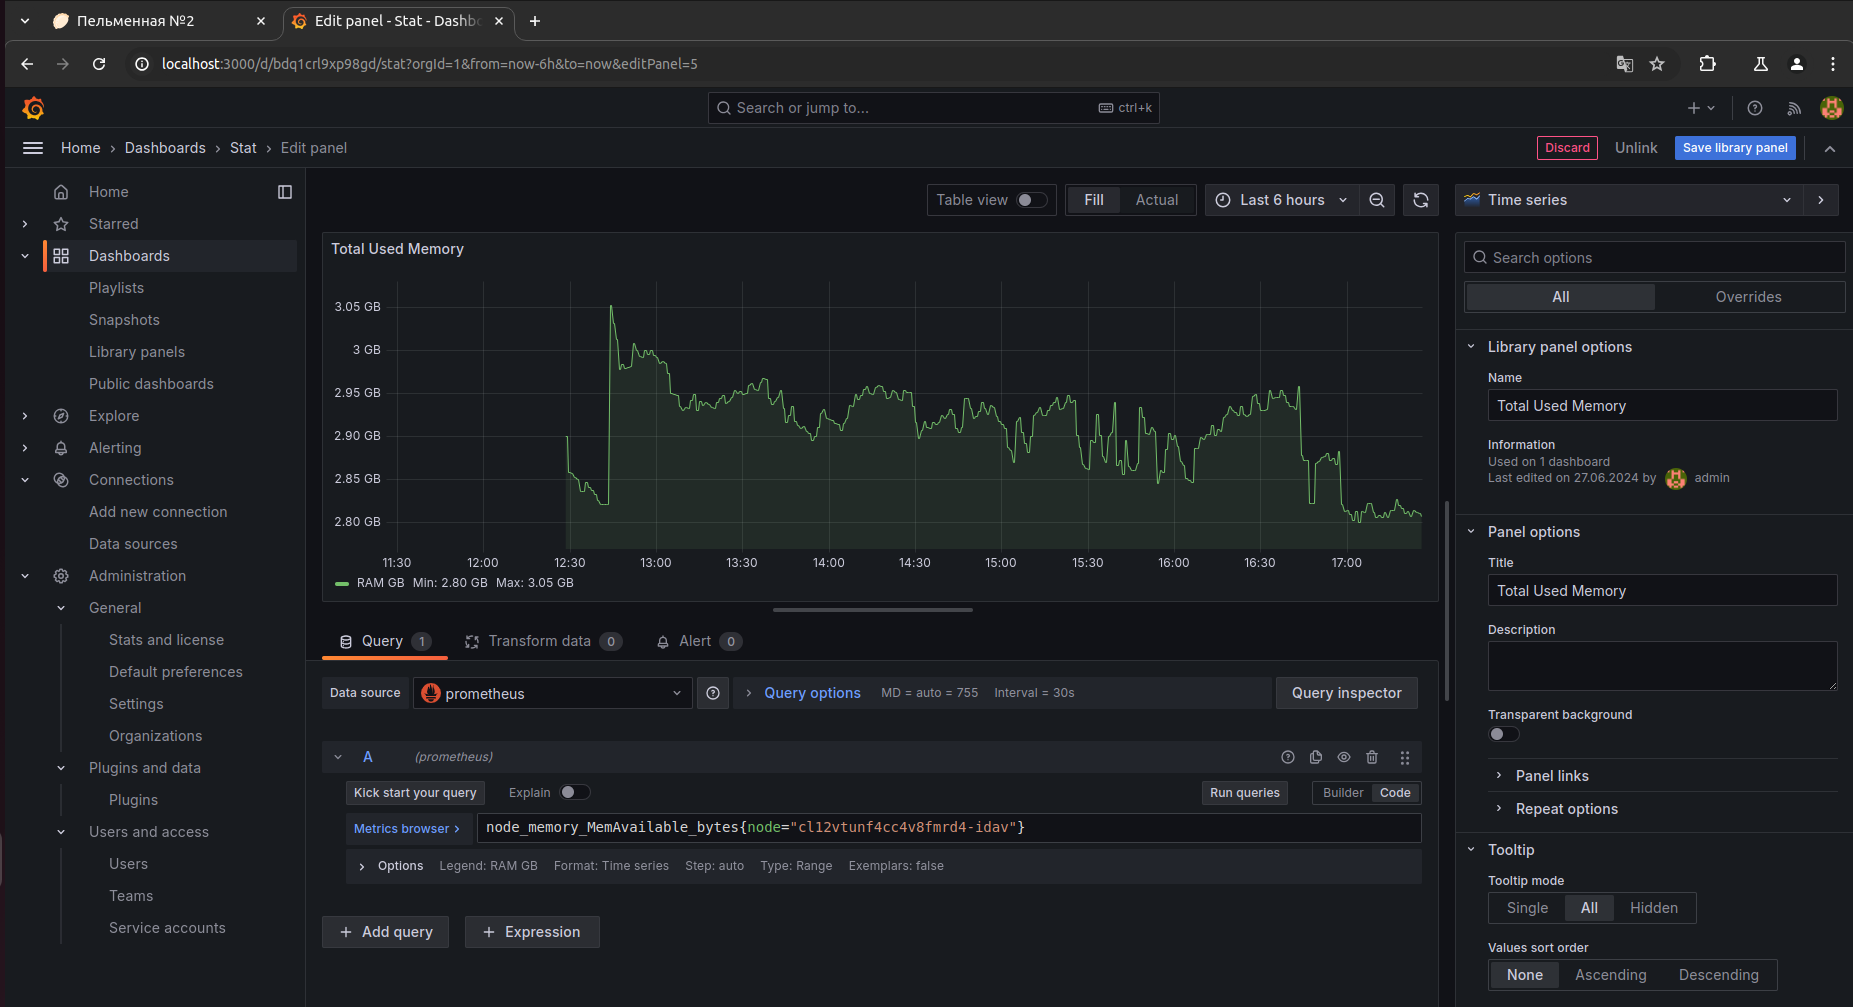 Пельменная №2
Edit panel - Stat - Dashb
localhost:3000/d/bdq1crl9xp98gd/stat?orgId=1&from=now-6h&to=now&editPanel=5
Search or jump to...
ctrl+k
Home › Dashboards › Stat › Edit panel
Discard
Unlink
Save library panel
Home
Starred
Dashboards
Playlists
Snapshots
Library panels
Public dashboards
Explore
Alerting
Connections
Add new connection
Data sources
Administration
General
Stats and license
Default preferences
Settings
Organizations
Plugins and data
Plugins
Users and access
Users
Teams
Service accounts
Table view
Fill
Actual
Last 6 hours
Total Used Memory
3.05 GB
3 GB
2.95 GB
2.90 GB
2.85 GB
2.80 GB
11:30 12:00 12:30 13:00 13:30 14:00 14:30 15:00 15:30 16:00 16:30 17:00
RAM GB Min: 2.80 GB Max: 3.05 GB
Query 1
Transform data 0
Alert 0
Data source
prometheus
Query options
MD = auto = 755
Interval = 30s
Query inspector
A
(prometheus)
Kick start your query
Explain
Run queries
Builder
Code
Metrics browser ›
node_memory_MemAvailable_bytes{node="cl12vtunf4cc4v8fmrd4-idav"}
Options Legend: RAM GB Format: Time series Step: auto Type: Range Exemplars: false
+ Add query
+ Expression
Time series
Search options
All
Overrides
Library panel options
Name
Total Used Memory
Information
Used on 1 dashboard
Last edited on 27.06.2024 by admin
Panel options
Title
Total Used Memory
Description
Transparent background
Panel links
Repeat options
Tooltip
Tooltip mode
Single
All
Hidden
Values sort order
None
Ascending
Descending